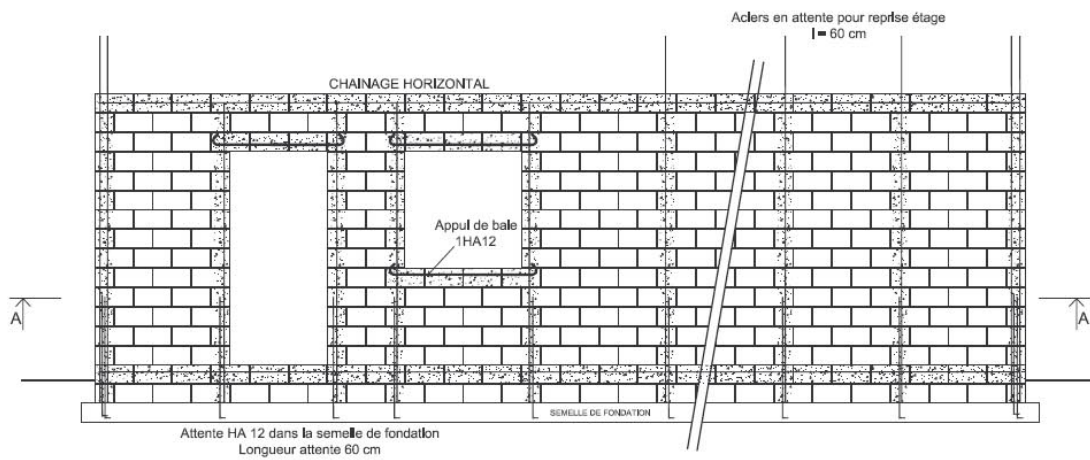 Aciers en attente pour reprise étage
l = 60 cm
CHAINAGE HORIZONTAL
Appui de baie
1HA12
A
A
SEMELLE DE FONDATION
Attente HA 12 dans la semelle de fondation
Longueur attente 60 cm